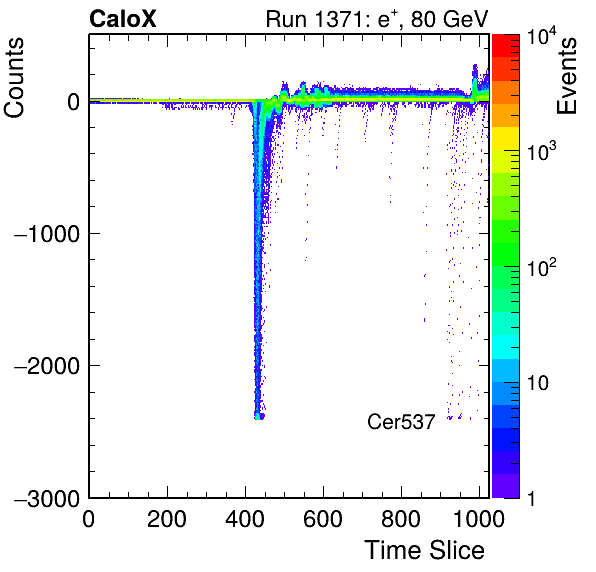 CaloX Run 1371: e⁺, 80 GeV
Counts
Events
0
−1000
−2000
−3000
0 200 400 600 800 1000
Time Slice
Cer537
10⁴
10³
10²
10
1